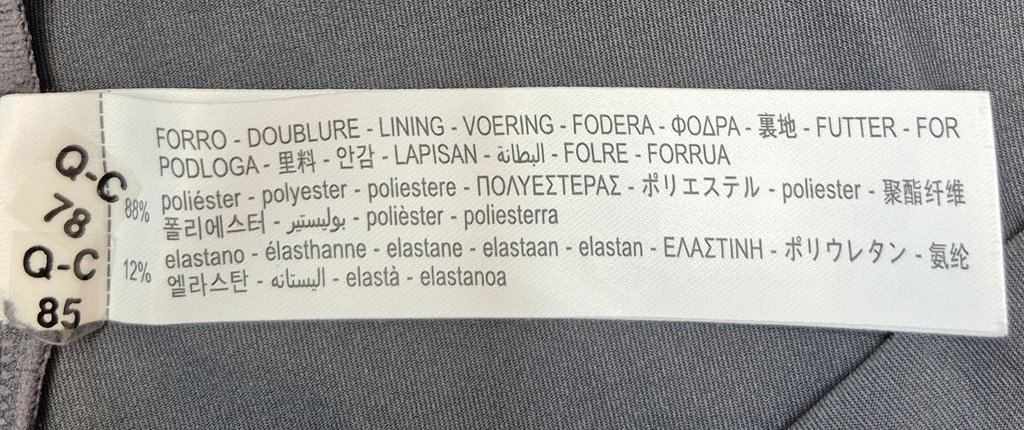 Q-C
78
Q-C
85
FORRO - DOUBLURE - LINING - VOERING - FODERA - ΦΟΔΡΑ - 裏地 - FUTTER - FOR
PODLOGA - 里料 - 안감 - LAPISAN - البطانة - FOLRE - FORRUA
88% poliéster - polyester - poliestere - ΠΟΛΥΕΣΤΕΡΑΣ - ポリエステル - poliester - 聚酯纤维
폴리에스터 - بوليستير - polièster - poliesterra
12% elastano - élasthanne - elastane - elastaan - elastan - ΕΛΑΣΤΙΝΗ - ポリウレタン - 氨纶
엘라스탄 - اليستانه - elastà - elastanoa